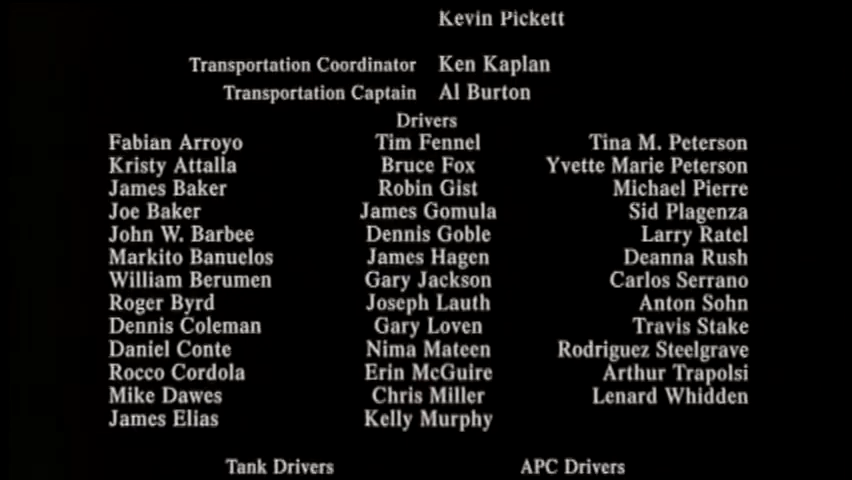 Kevin Pickett
Transportation Coordinator Ken Kaplan
Transportation Captain Al Burton
Drivers
Fabian Arroyo Tim Fennel Tina M. Peterson
Kristy Attalla Bruce Fox Yvette Marie Peterson
James Baker Robin Gist Michael Pierre
Joe Baker James Gomula Sid Plagenza
John W. Barbee Dennis Goble Larry Ratel
Markito Banuelos James Hagen Deanna Rush
William Berumen Gary Jackson Carlos Serrano
Roger Byrd Joseph Lauth Anton Sohn
Dennis Coleman Gary Loven Travis Stake
Daniel Conte Nima Mateen Rodriguez Steelgrave
Rocco Cordola Erin McGuire Arthur Trapolsi
Mike Dawes Chris Miller Lenard Whidden
James Elias Kelly Murphy
Tank Drivers APC Drivers